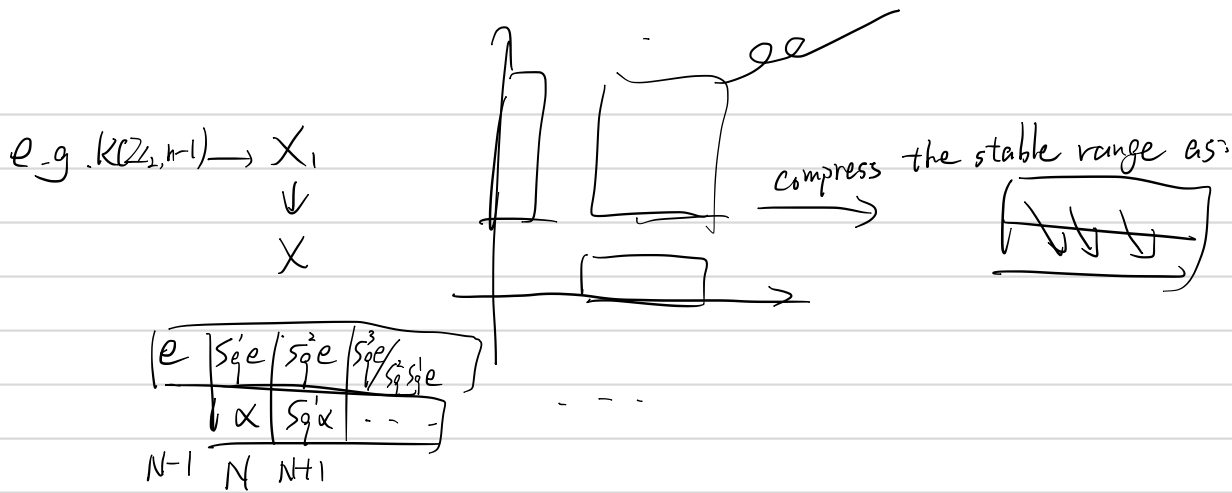 e.g. K(ℤ₂, n-1) → X₁
↓
X
compress
the stable range as:
e | Sq¹e | Sq²e | Sq³e/Sq²Sq¹e
α | Sq¹α | ...
N-1 N N+1
- - - -